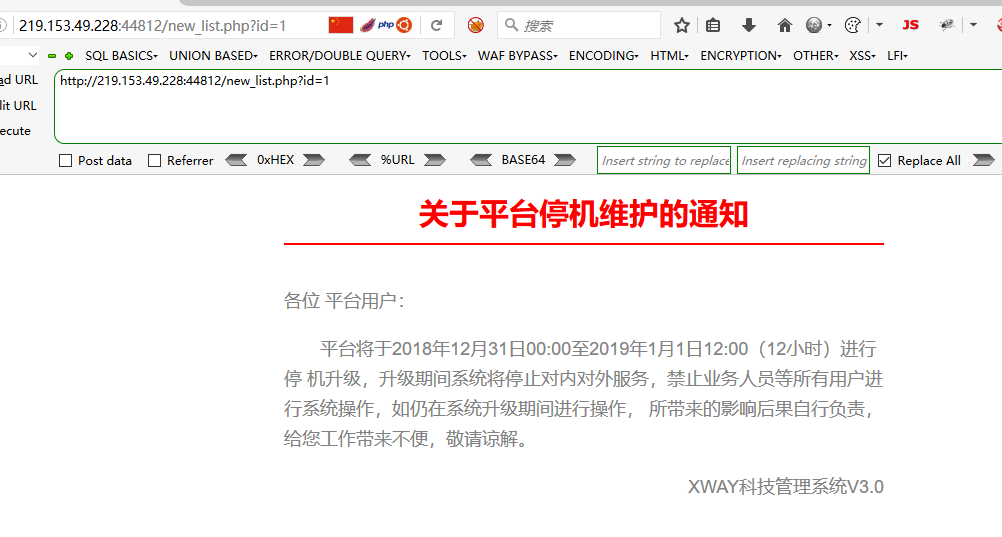 219.153.49.228:44812/new_list.php?id=1
php
搜索
JS
SQL BASICS
UNION BASED
ERROR/DOUBLE QUERY
TOOLS
WAF BYPASS
ENCODING
HTML
ENCRYPTION
OTHER
XSS
LFI
ad URL
http://219.153.49.228:44812/new_list.php?id=1
lit URL
ecute
Post data
Referrer
0xHEX
%URL
BASE64
Insert string to replace
Insert replacing string
Replace All
关于平台停机维护的通知
各位 平台用户：
平台将于2018年12月31日00:00至2019年1月1日12:00（12小时）进行
停 机升级，升级期间系统将停止对内对外服务，禁止业务人员等所有用户进
行系统操作，如仍在系统升级期间进行操作， 所带来的影响后果自行负责，
给您工作带来不便，敬请谅解。
XWAY科技管理系统V3.0